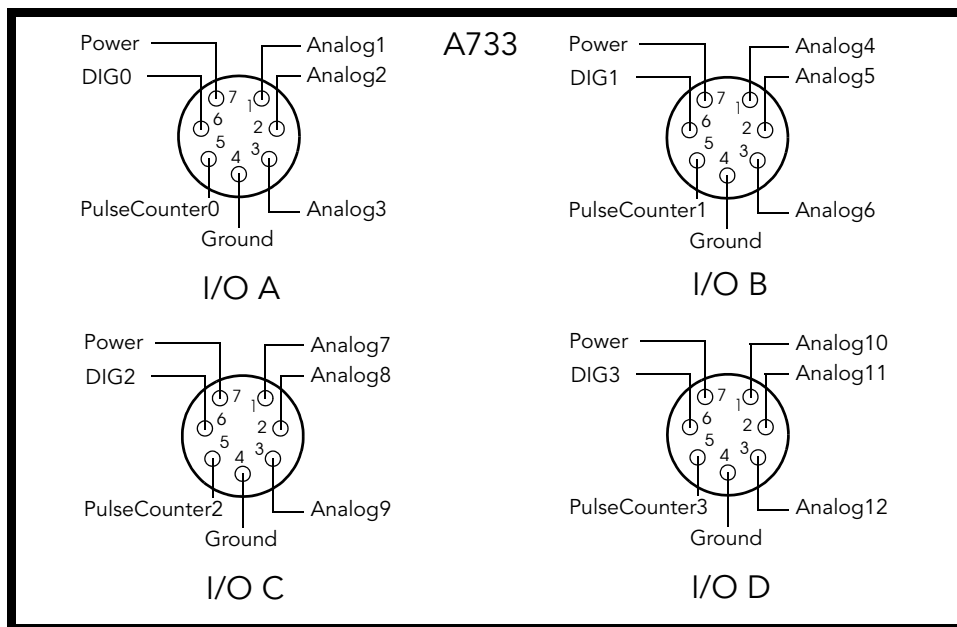 A733
Power
Analog1
DIG0
Analog2
7
1
6
2
5
3
4
PulseCounter0
Analog3
Ground
I/O A
Power
Analog4
DIG1
Analog5
7
1
6
2
5
3
4
PulseCounter1
Analog6
Ground
I/O B
Power
Analog7
DIG2
Analog8
7
1
6
2
5
3
4
PulseCounter2
Analog9
Ground
I/O C
Power
Analog10
DIG3
Analog11
7
1
6
2
5
3
4
PulseCounter3
Analog12
Ground
I/O D